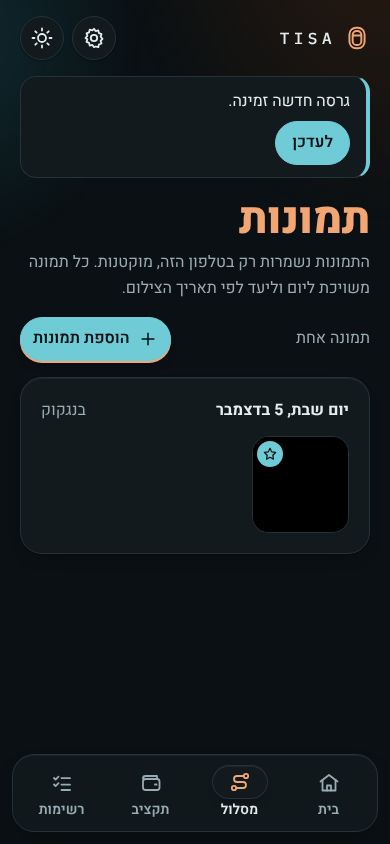 TISA
גרסה חדשה זמינה.
לעדכן
תמונות
התמונות נשמרות רק בטלפון הזה, מוקטנות. כל תמונה
משויכת ליום וליעד לפי תאריך הצילום.
תמונה אחת
הוספת תמונות
יום שבת, 5 בדצמבר
בנגקוק
בית
מסלול
תקציב
רשימות